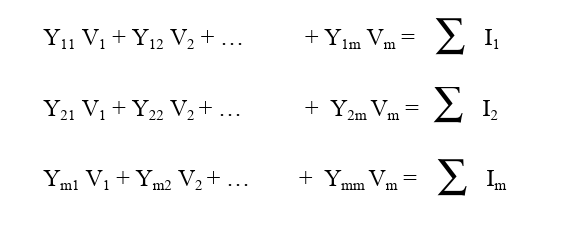 Y₁₁ V₁ + Y₁₂ V₂ + … + Y₁ₘ Vₘ = ∑ I₁
Y₂₁ V₁ + Y₂₂ V₂ + … + Y₂ₘ Vₘ = ∑ I₂
Yₘ₁ V₁ + Yₘ₂ V₂ + … + Yₘₘ Vₘ = ∑ Iₘ